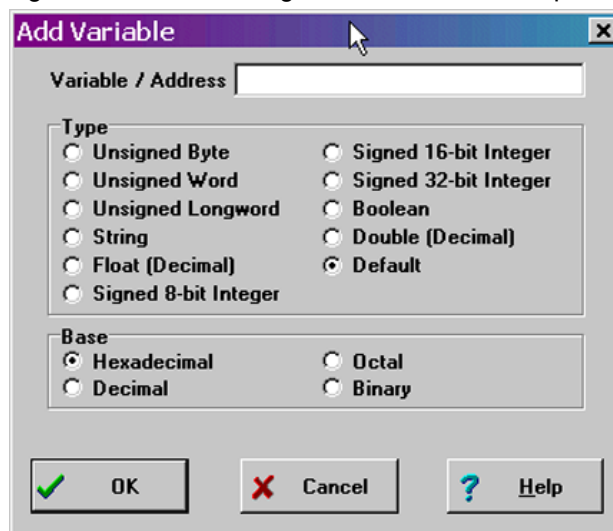 Add Variable
Variable / Address
Type
Unsigned Byte
Unsigned Word
Unsigned Longword
String
Float (Decimal)
Signed 8-bit Integer
Signed 16-bit Integer
Signed 32-bit Integer
Boolean
Double (Decimal)
Default
Base
Hexadecimal
Decimal
Octal
Binary
OK
Cancel
Help